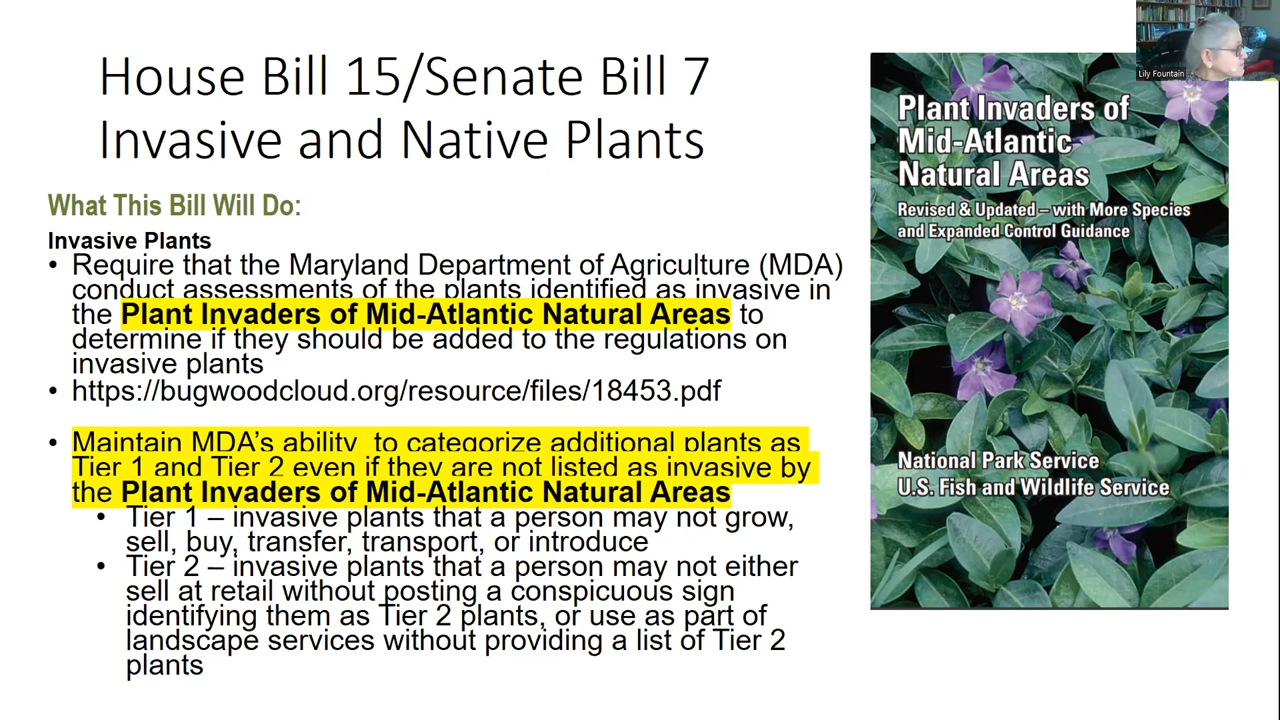 House Bill 15/Senate Bill 7
Invasive and Native Plants
What This Bill Will Do:
Invasive Plants
• Require that the Maryland Department of Agriculture (MDA)
conduct assessments of the plants identified as invasive in
the Plant Invaders of Mid-Atlantic Natural Areas to
determine if they should be added to the regulations on
invasive plants
• https://bugwoodcloud.org/resource/files/18453.pdf
• Maintain MDA's ability to categorize additional plants as
Tier 1 and Tier 2 even if they are not listed as invasive by
the Plant Invaders of Mid-Atlantic Natural Areas
• Tier 1 – invasive plants that a person may not grow,
sell, buy, transfer, transport, or introduce
• Tier 2 – invasive plants that a person may not either
sell at retail without posting a conspicuous sign
identifying them as Tier 2 plants, or use as part of
landscape services without providing a list of Tier 2
plants
Plant Invaders of
Mid-Atlantic
Natural Areas
Revised & Updated – with More Species
and Expanded Control Guidance
National Park Service
U.S. Fish and Wildlife Service
Lily Fountain